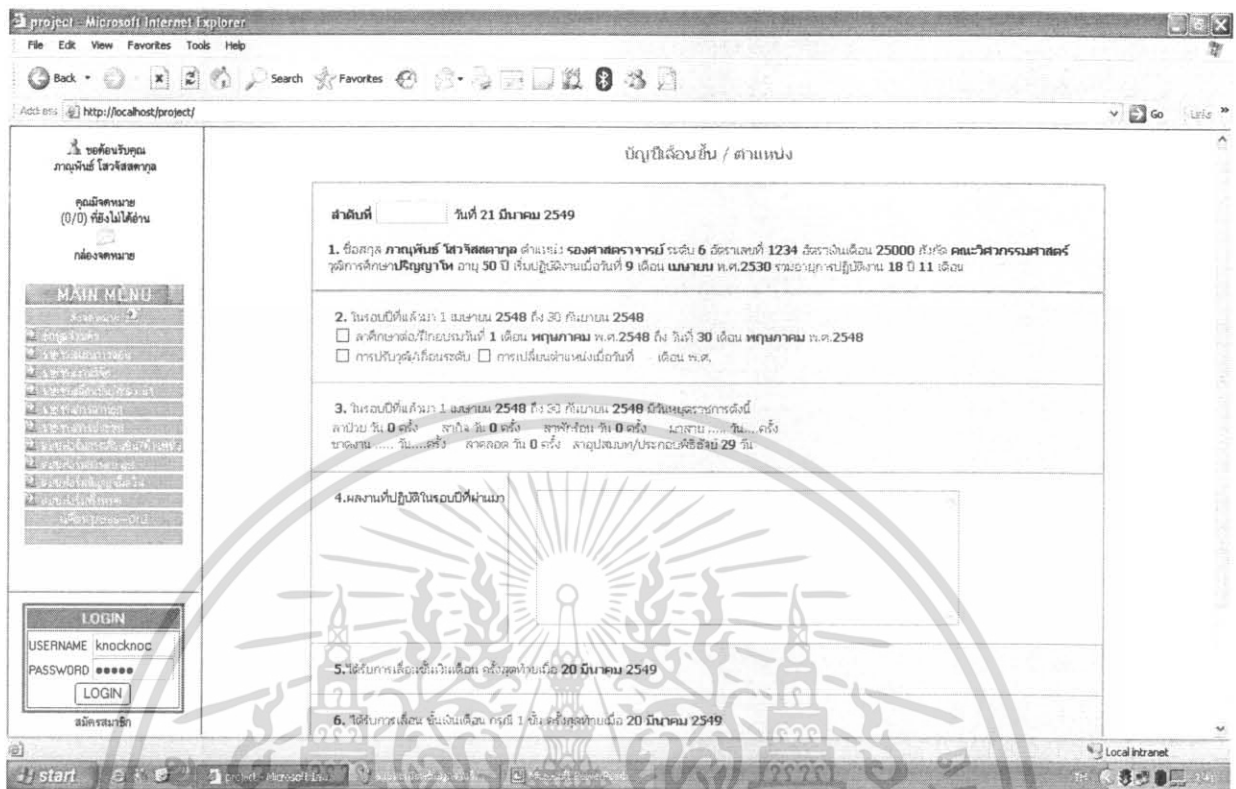 project - Microsoft Internet Explorer
File Edit View Favorites Tools Help
Back Search Favorites
Address http://localhost/project/ Go Links
ขอต้อนรับคุณ
ภาณุพันธ์ โสวจัสสตากุล
คุณมีจดหมาย
(0/0) ที่ยังไม่ได้อ่าน
กล่องจดหมาย
MAIN MENU
LOGIN
USERNAME knocknoc
PASSWORD ●●●●●
LOGIN
สมัครสมาชิก
บัญชีเลื่อนขั้น / ตำแหน่ง
ลำดับที่ วันที่ 21 มีนาคม 2549
1. ชื่อสกุล ภาณุพันธ์ โสวจัสสตากุล ตำแหน่ง รองศาสตราจารย์ ระดับ 6 อัตราเลขที่ 1234 อัตราเงินเดือน 25000 สังกัด คณะวิศวกรรมศาสตร์
วุฒิการศึกษาปริญญาโท อายุ 50 ปี เริ่มปฏิบัติงานเมื่อวันที่ 9 เดือน เมษายน พ.ศ.2530 รวมอายุการปฏิบัติงาน 18 ปี 11 เดือน
2. ในรอบปีที่แล้วมา 1 เมษายน 2548 ถึง 30 กันยายน 2548
ลาศึกษาต่อ/ฝึกอบรมวันที่ 1 เดือน พฤษภาคม พ.ศ.2548 ถึง วันที่ 30 เดือน พฤษภาคม พ.ศ.2548
การปรับวุฒิ/เลื่อนระดับ การเปลี่ยนตำแหน่งเมื่อวันที่ - เดือน พ.ศ.
3. ในรอบปีที่แล้วมา 1 เมษายน 2548 ถึง 30 กันยายน 2548 มีวันหยุดราชการดังนี้
ลาป่วย วัน 0 ครั้ง ลากิจ วัน 0 ครั้ง ลาพักร้อน วัน 0 ครั้ง มาสาย .....วัน....ครั้ง
ขาดงาน ..... วัน....ครั้ง ลาคลอด วัน 0 ครั้ง ลาอุปสมบท/ประกอบพิธีฮัจย์ 29 วัน
4.ผลงานที่ปฏิบัติในรอบปีที่ผ่านมา
5.ได้รับการเลื่อนขั้นเงินเดือน ครั้งสุดท้ายเมื่อ 20 มีนาคม 2549
6. ได้รับการเลื่อน ขั้นเงินเดือน กรณี 1 ขั้น ครั้งสุดท้ายเมื่อ 20 มีนาคม 2549
Local intranet
start project - Microsoft Int... Microsoft PowerPoint TH